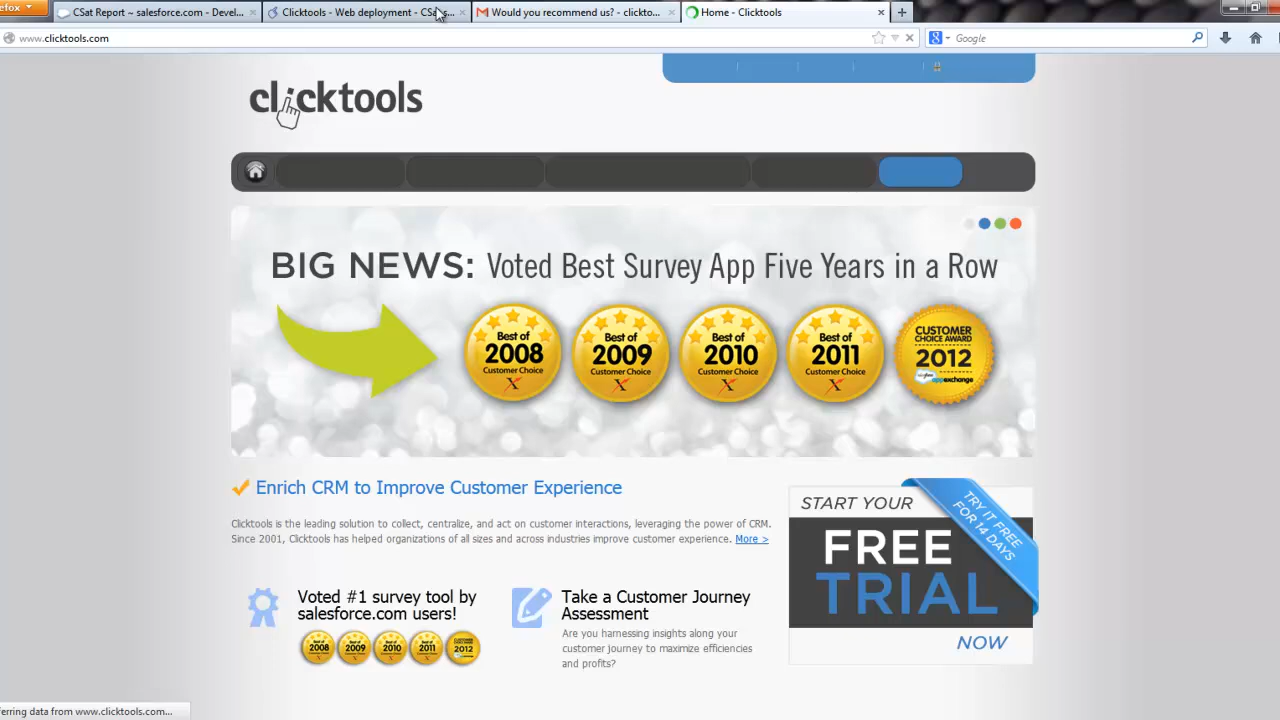 efox
CSat Report ~ salesforce.com - Devel...
Clicktools - Web deployment - CSa
Would you recommend us? - clickto...
Home - Clicktools
www.clicktools.com
Google
clicktools
BIG NEWS: Voted Best Survey App Five Years in a Row
Best of 2008 Customer Choice
Best of 2009 Customer Choice
Best of 2010 Customer Choice
Best of 2011 Customer Choice
CUSTOMER CHOICE AWARD 2012 appexchange
Enrich CRM to Improve Customer Experience
Clicktools is the leading solution to collect, centralize, and act on customer interactions, leveraging the power of CRM.
Since 2001, Clicktools has helped organizations of all sizes and across industries improve customer experience. More >
Voted #1 survey tool by
salesforce.com users!
2008 2009 2010 2011 2012
Take a Customer Journey
Assessment
Are you harnessing insights along your
customer journey to maximize efficiencies
and profits?
START YOUR
FREE
TRIAL
NOW
TRY IT FREE
FOR 14 DAYS
ferring data from www.clicktools.com...